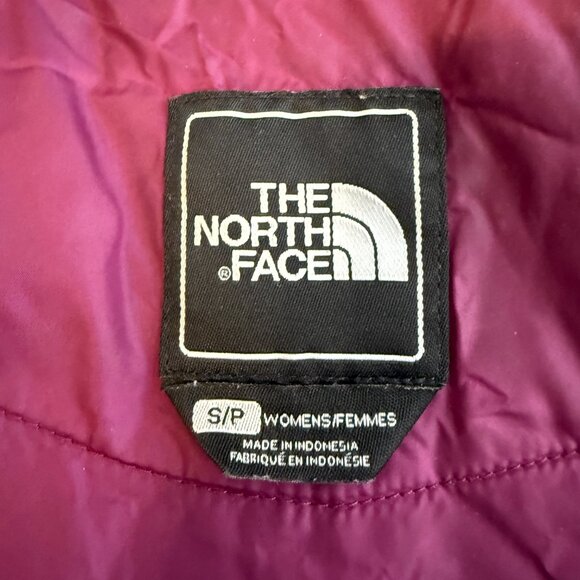 THE
NORTH
®FACE
S/P WOMENS/FEMMES
MADE IN INDONESIA
FABRIQUÉ EN INDONÉSIE